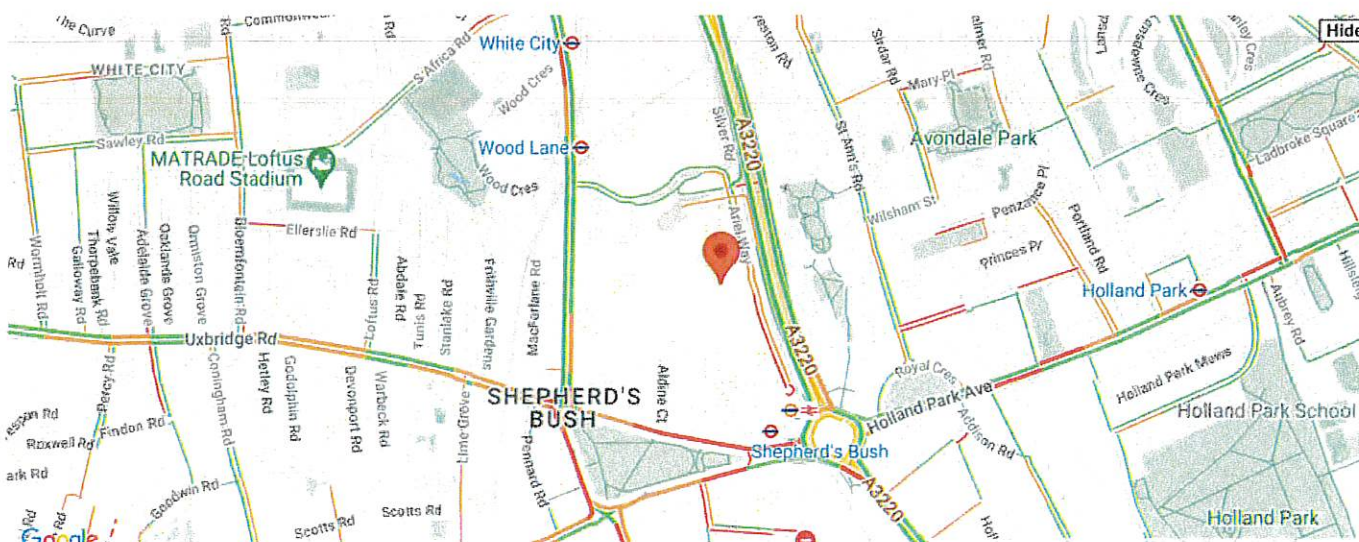 The Curve
Commonwealth
Rd
Rd
WHITE CITY
S Africa Rd
White City
Wood Cres
Sawley Rd
MATRADE Loftus
Road Stadium
Wood Lane
Wood Cres
Silver Rd
A3220
Sirdar Rd
Mary Pl
St Ann's Rd
Avondale Park
Lansdowne Cres
Ladbroke Square
Hide
Ellerslie Rd
Ariel Way
Wilsham St
Penzance Pl
Portland Rd
Princes Pl
Holland Park
Aubrey Rd
Rd
Wormholt Rd
Galloway Rd
Thorpebank Rd
Willow Vale
Adelaide Grove
Oaklands Grove
Ormiston Grove
Bloemfontein Rd
Loftus Rd
Abdale Rd
Tunis Rd
Stanlake Rd
Frithville Gardens
Macfarlane Rd
Uxbridge Rd
A3220
Percy Rd
Coningham Rd
Hetley Rd
Godolphin Rd
Devonport Rd
Warbeck Rd
Lime Grove
SHEPHERD'S
BUSH
Aldine Ct
Royal Cres
Holland Park Ave
Holland Park Mews
Addison Rd
Holland Park School
Shepherd's Bush
Roxwell Rd
Findon Rd
ark Rd
Goodwin Rd
Pennard Rd
A3220
Scotts Rd
Scotts Rd
Holland Park
Google